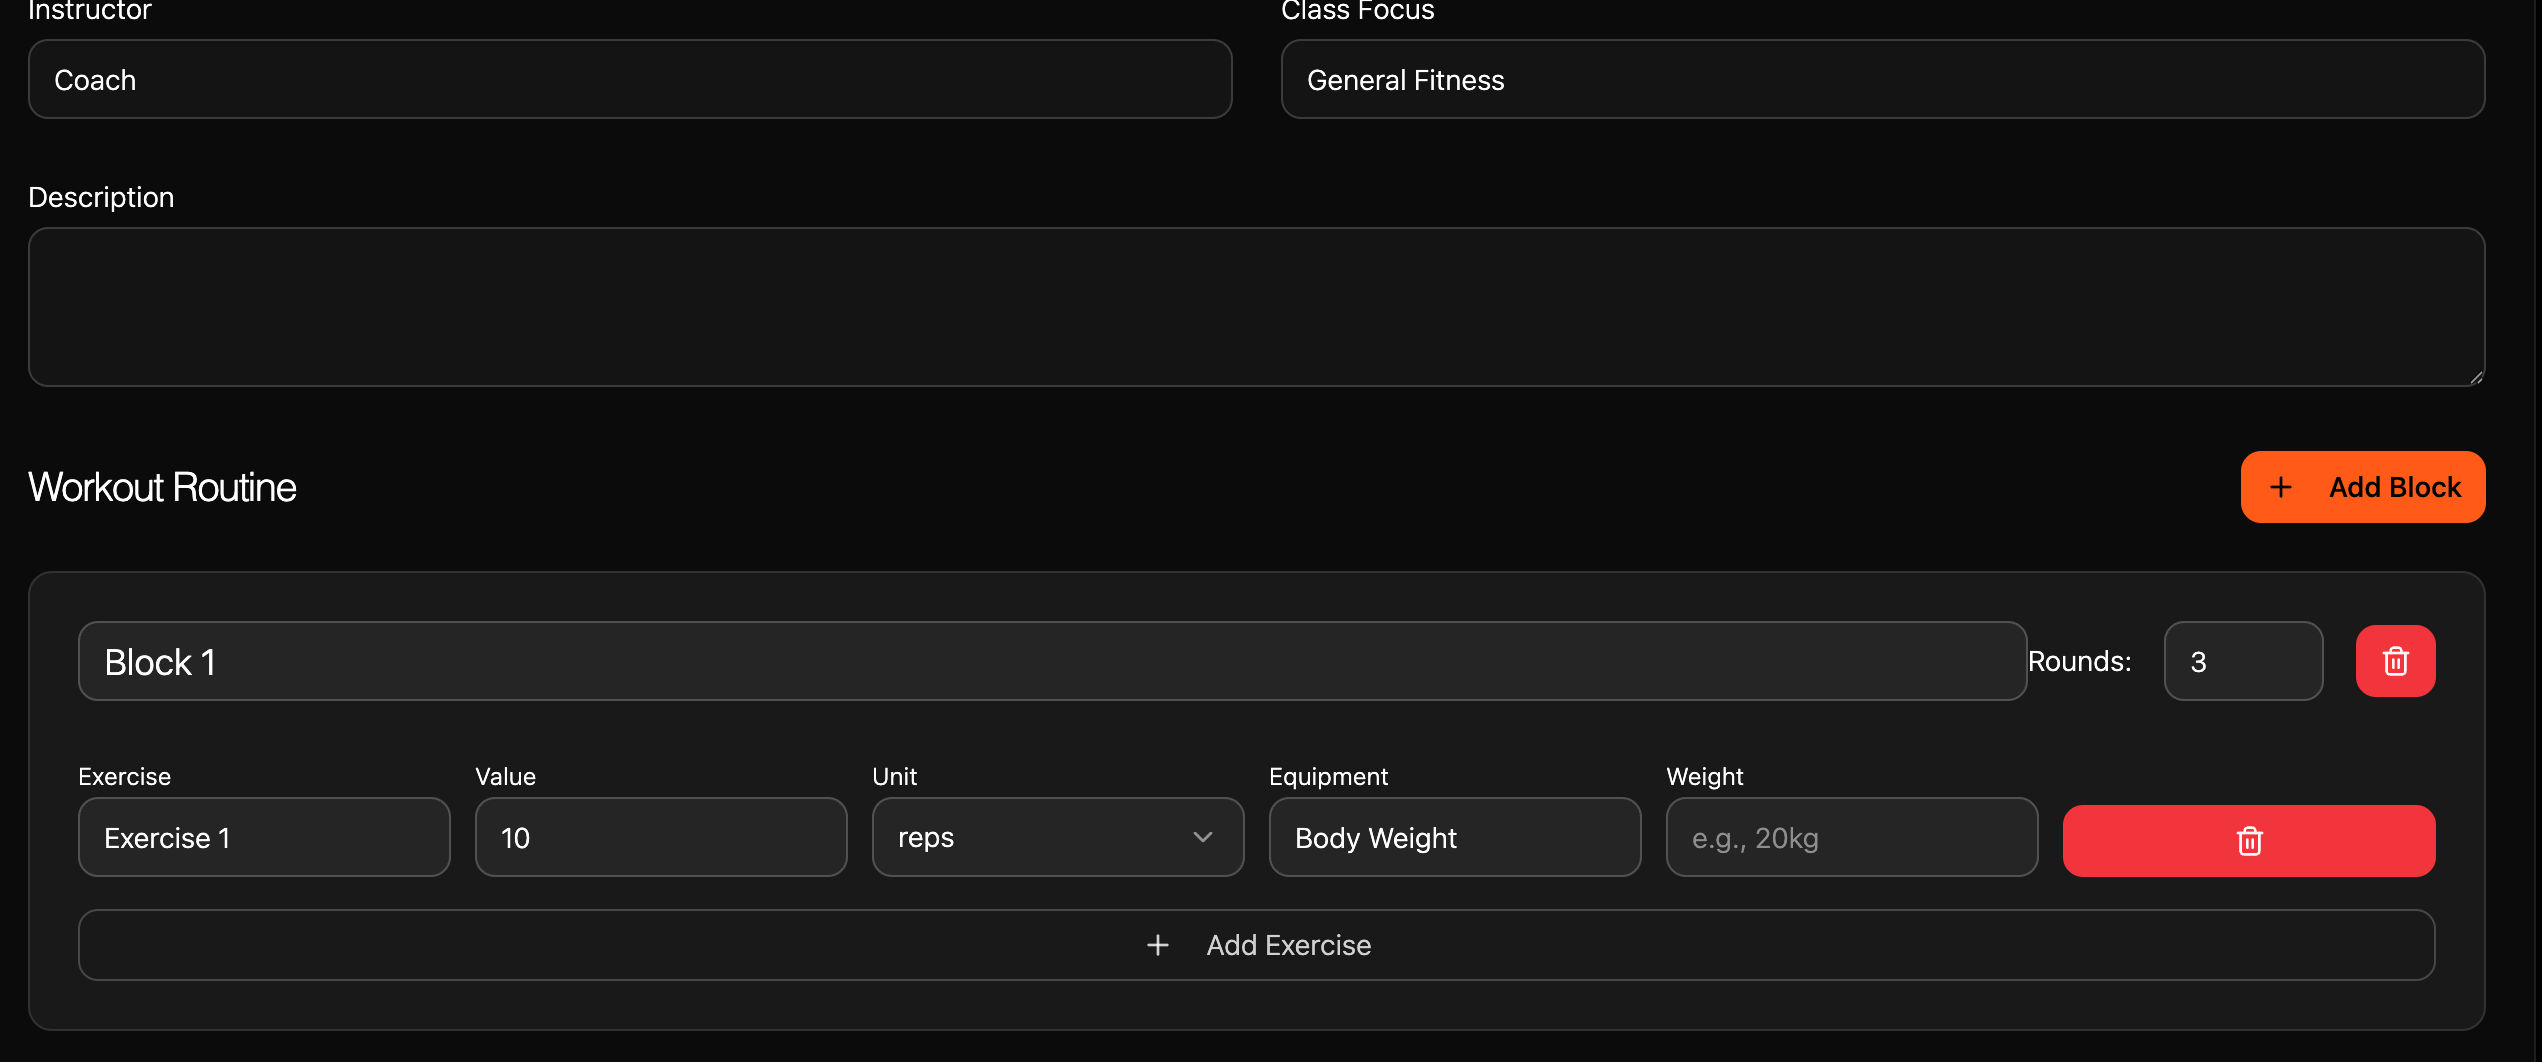 Instructor
Class Focus
Coach
General Fitness
Description
Workout Routine
Add Block
Block 1
Rounds:
3
Exercise
Value
Unit
Equipment
Weight
Exercise 1
10
reps
Body Weight
e.g., 20kg
Add Exercise